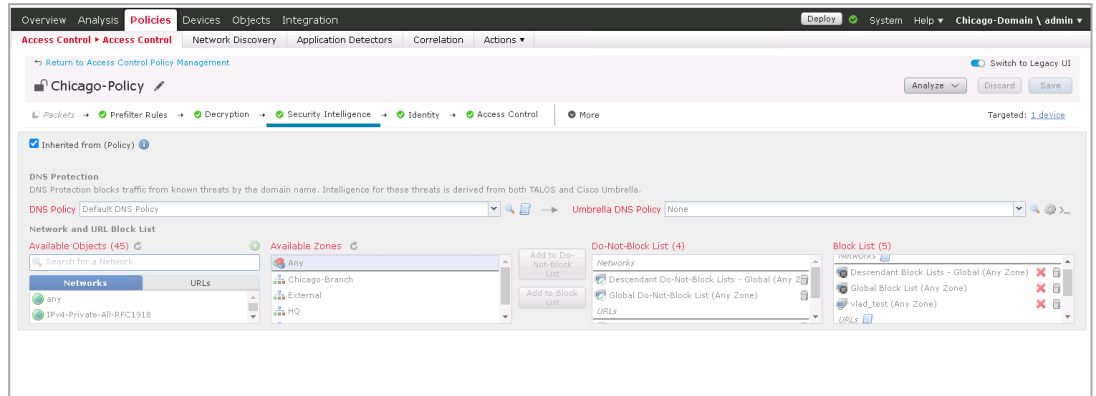 Overview Analysis Policies Devices Objects Integration Deploy System Help ▾ Chicago-Domain \ admin ▾
Access Control ▸ Access Control Network Discovery Application Detectors Correlation Actions ▾
Return to Access Control Policy Management Switch to Legacy UI
Chicago-Policy Analyze Discard Save
Packets → Prefilter Rules → Decryption → Security Intelligence → Identity → Access Control More Targeted: 1 device
Inherited from (Policy)
DNS Protection
DNS Protection blocks traffic from known threats by the domain name. Intelligence for these threats is derived from both TALOS and Cisco Umbrella.
DNS Policy Default DNS Policy → Umbrella DNS Policy None
Network and URL Block List
Available Objects (45) Available Zones Do-Not-Block List (4) Block List (5)
Search for a Network
Networks URLs
any
IPv4-Private-All-RFC1918
Any
Chicago-Branch
External
HQ
Add to Do-
Not-Block
List
Add to Block
List
Networks
Descendant Do-Not-Block Lists - Global (Any Z
Global Do-Not-Block List (Any Zone)
URLs
Networks
Descendant Block Lists - Global (Any Zone)
Global Block List (Any Zone)
vlad_test (Any Zone)
URLs